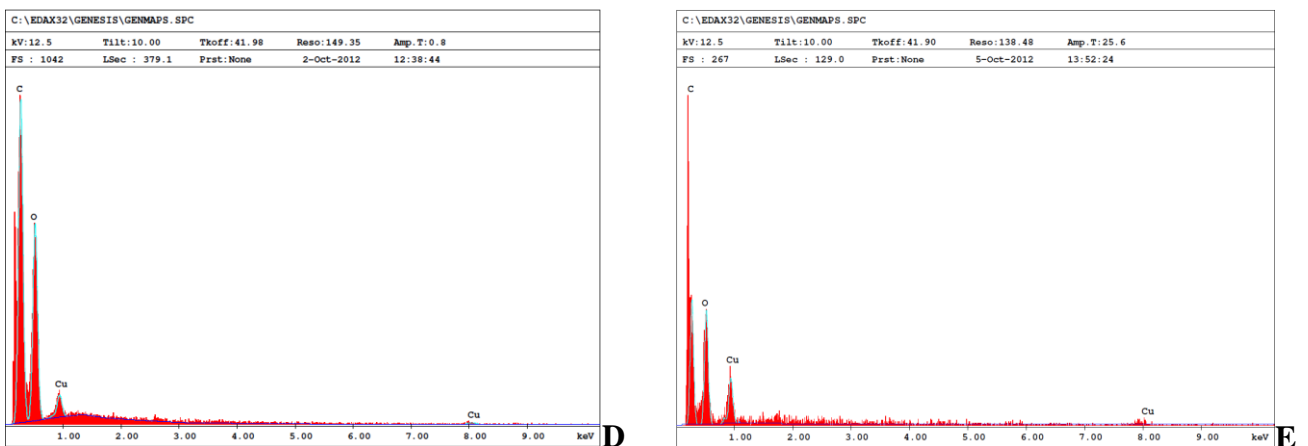 C:\EDAX32\GENESIS\GENMAPS.SPC
kV:12.5 Tilt:10.00 Tkoff:41.98 Reso:149.35 Amp.T:0.8
FS : 1042 LSec : 379.1 Prst:None 2-Oct-2012 12:38:44
C
O
Cu
Cu
1.00 2.00 3.00 4.00 5.00 6.00 7.00 8.00 9.00 keV
D
C:\EDAX32\GENESIS\GENMAPS.SPC
kV:12.5 Tilt:10.00 Tkoff:41.90 Reso:138.48 Amp.T:25.6
FS : 267 LSec : 129.0 Prst:None 5-Oct-2012 13:52:24
C
O
Cu
Cu
1.00 2.00 3.00 4.00 5.00 6.00 7.00 8.00 9.00 keV
E